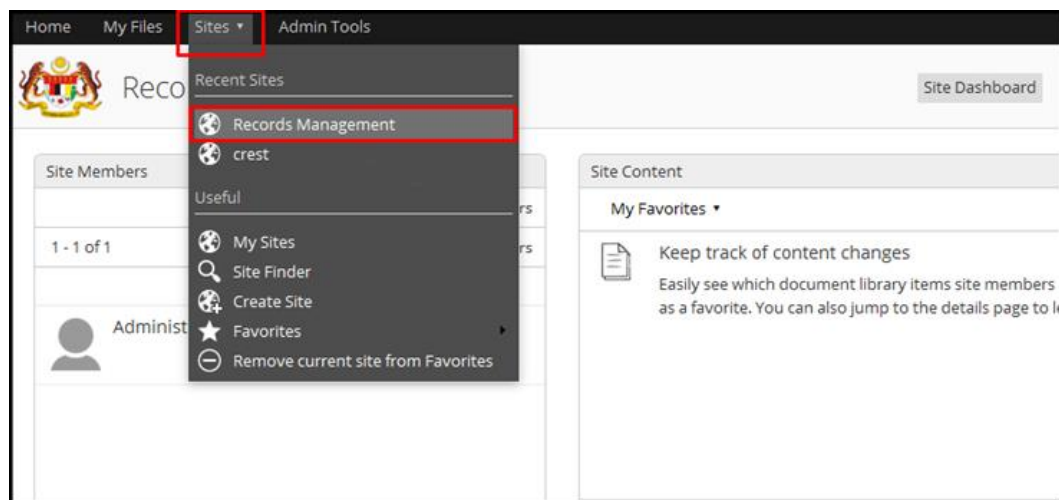 Home My Files Sites ▾ Admin Tools
Reco
Site Dashboard
Recent Sites
Records Management
crest
Useful
My Sites
Site Finder
Create Site
Favorites
Remove current site from Favorites
Site Members
rs
1 - 1 of 1
rs
Administ
Site Content
My Favorites ▾
Keep track of content changes
Easily see which document library items site members
as a favorite. You can also jump to the details page to le